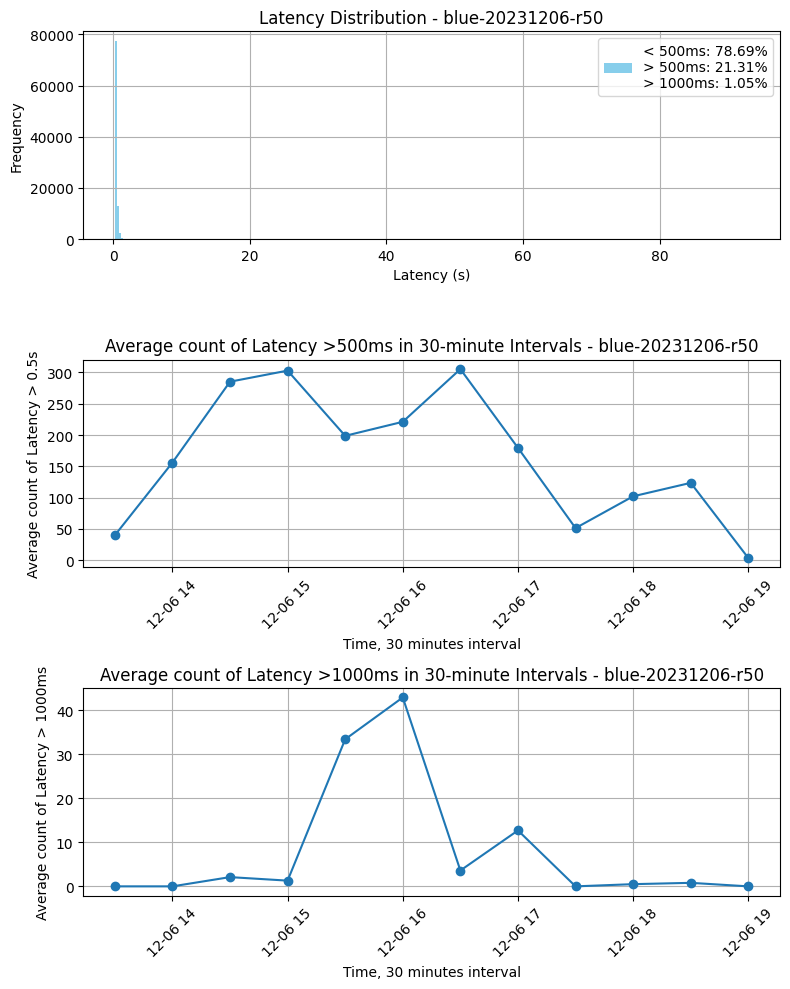 Latency Distribution - blue-20231206-r50
80000
60000
40000
20000
0
Frequency
< 500ms: 78.69%
> 500ms: 21.31%
> 1000ms: 1.05%
0 20 40 60 80
Latency (s)
Average count of Latency >500ms in 30-minute Intervals - blue-20231206-r50
300
250
200
150
100
50
0
Average count of Latency > 0.5s
12-06 14 12-06 15 12-06 16 12-06 17 12-06 18 12-06 19
Time, 30 minutes interval
Average count of Latency >1000ms in 30-minute Intervals - blue-20231206-r50
40
30
20
10
0
Average count of Latency > 1000ms
12-06 14 12-06 15 12-06 16 12-06 17 12-06 18 12-06 19
Time, 30 minutes interval